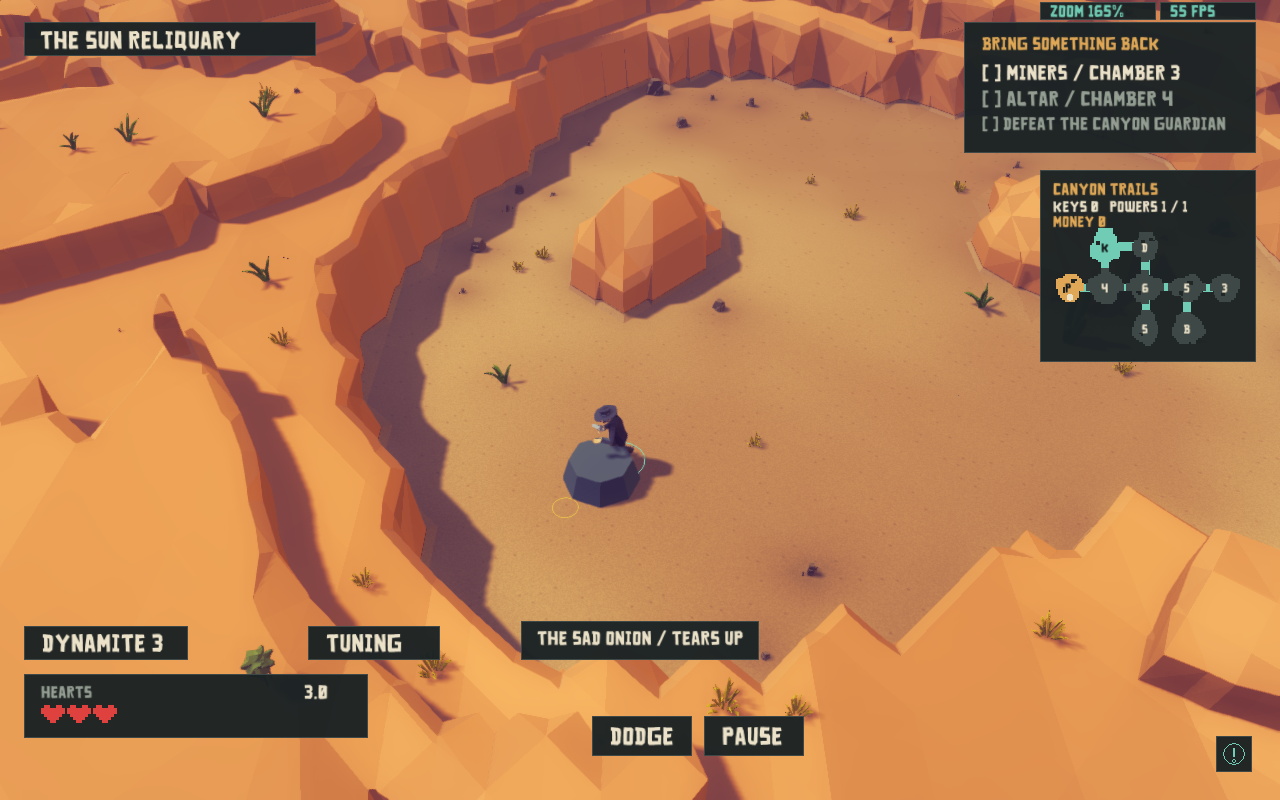 THE SUN RELIQUARY
ZOOM 165%
55 FPS
BRING SOMETHING BACK
[ ] MINERS / CHAMBER 3
[ ] ALTAR / CHAMBER 4
[ ] DEFEAT THE CANYON GUARDIAN
CANYON TRAILS
KEYS 0 POWERS 1 / 1
MONEY 0
K D
4 6 5 3
S B
DYNAMITE 3
TUNING
THE SAD ONION / TEARS UP
HEARTS 3.0
DODGE
PAUSE
!